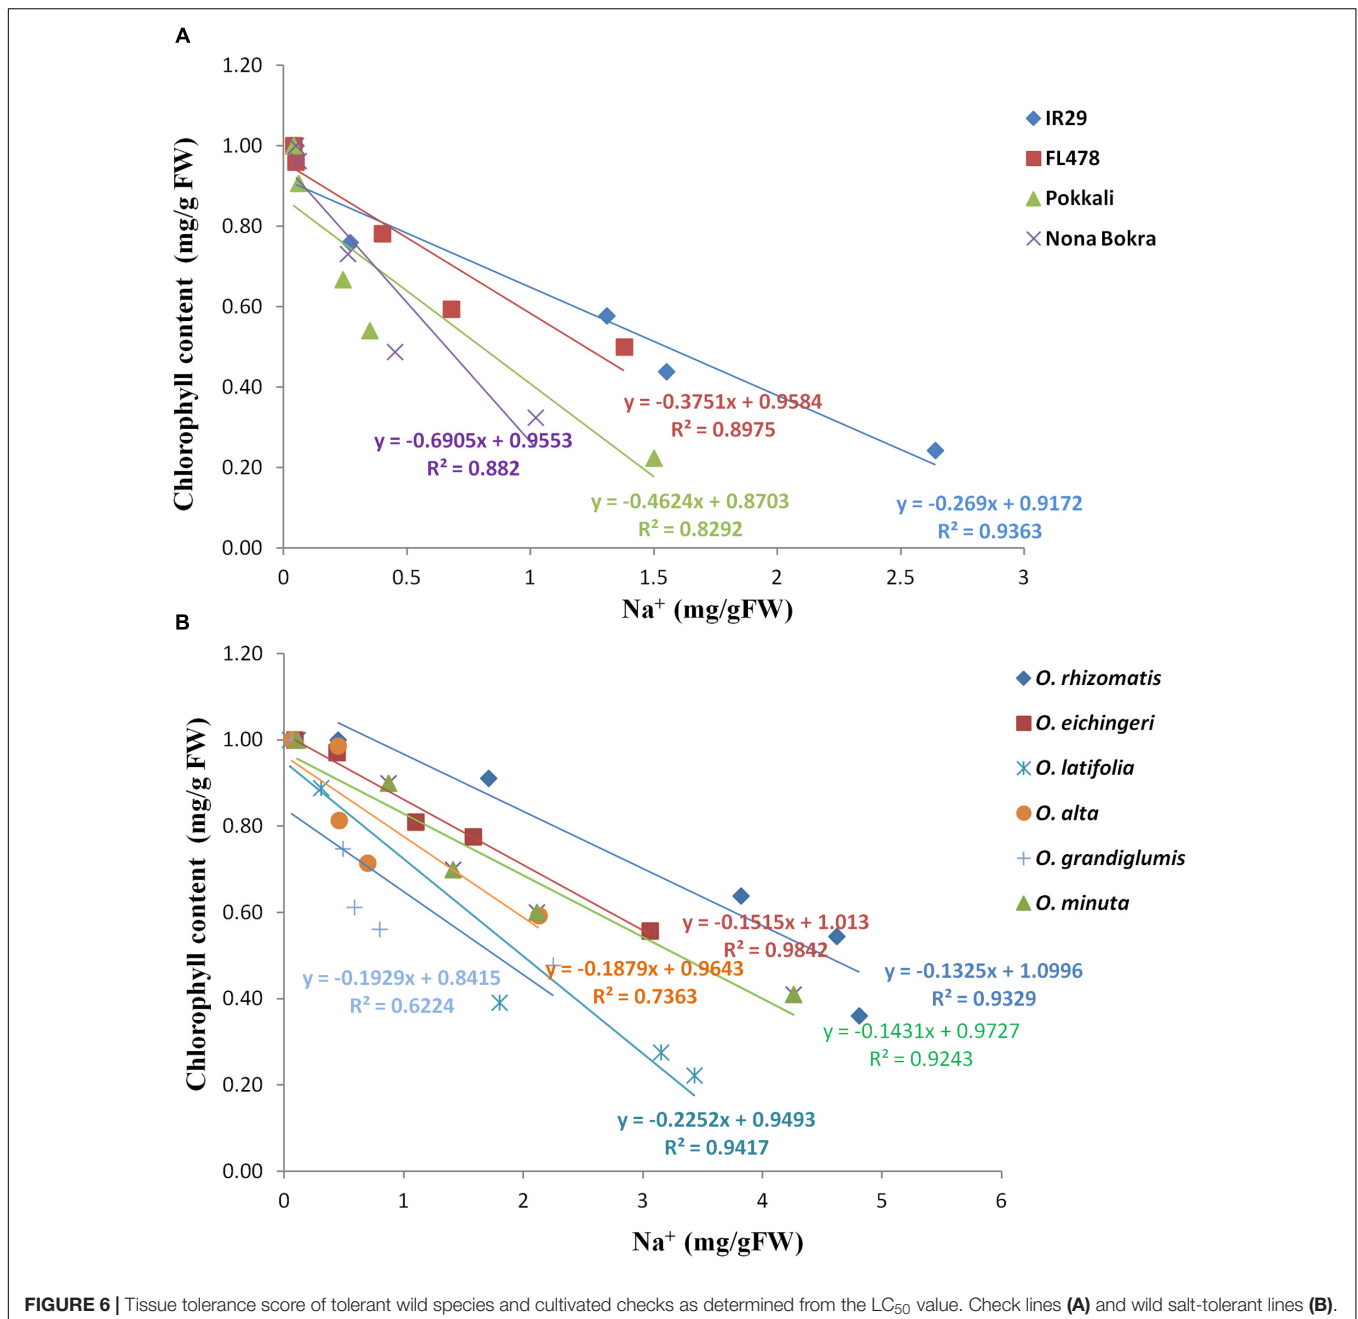 A
1.20
1.00
0.80
0.60
0.40
0.20
0.00
Chlorophyll content (mg/g FW)
0 0.5 1 1.5 2 2.5 3
Na⁺ (mg/gFW)
IR29
FL478
Pokkali
Nona Bokra
y = -0.3751x + 0.9584
R² = 0.8975
y = -0.6905x + 0.9553
R² = 0.882
y = -0.4624x + 0.8703
R² = 0.8292
y = -0.269x + 0.9172
R² = 0.9363
B
1.20
1.00
0.80
0.60
0.40
0.20
0.00
Chlorophyll content (mg/g FW)
0 1 2 3 4 5 6
Na⁺ (mg/gFW)
O. rhizomatis
O. eichingeri
O. latifolia
O. alta
O. grandiglumis
O. minuta
y = -0.1515x + 1.013
R² = 0.9842
y = -0.1929x + 0.8415
R² = 0.6224
y = -0.1879x + 0.9643
R² = 0.7363
y = -0.1325x + 1.0996
R² = 0.9329
y = -0.1431x + 0.9727
R² = 0.9243
y = -0.2252x + 0.9493
R² = 0.9417
FIGURE 6 | Tissue tolerance score of tolerant wild species and cultivated checks as determined from the LC₅₀ value. Check lines (A) and wild salt-tolerant lines (B).